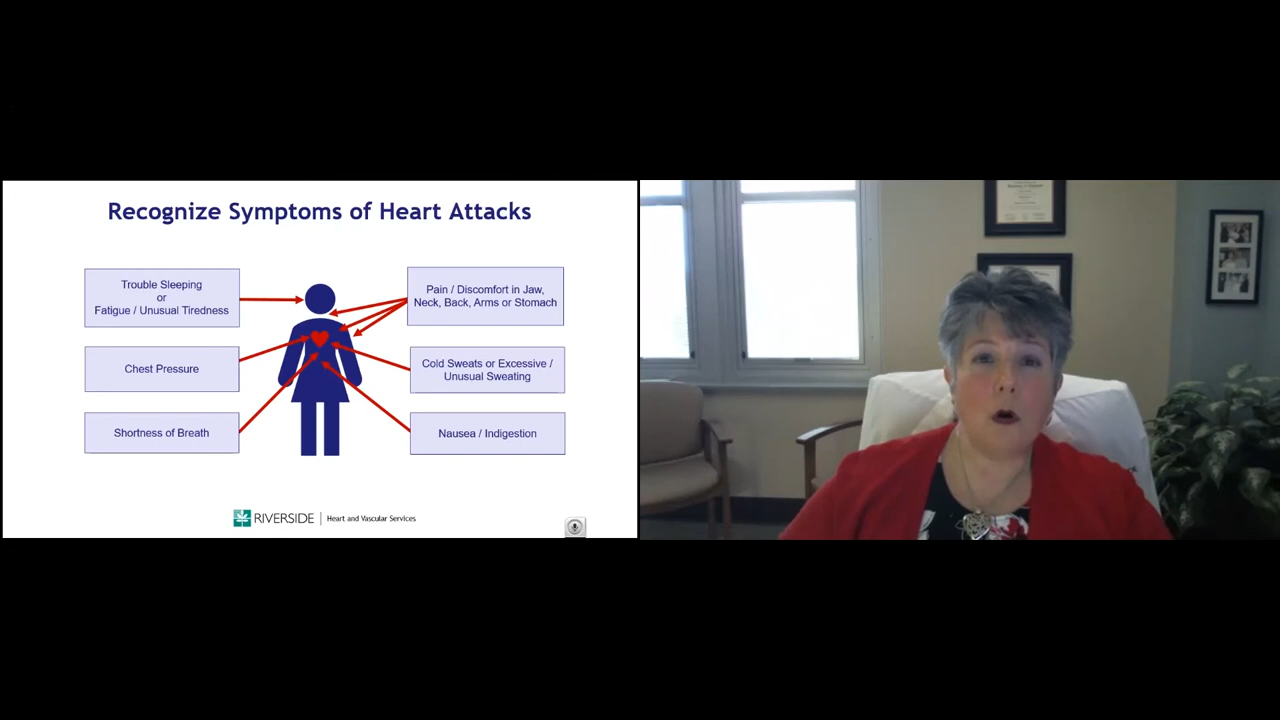 Recognize Symptoms of Heart Attacks
Trouble Sleeping
or
Fatigue / Unusual Tiredness
Chest Pressure
Shortness of Breath
Pain / Discomfort in Jaw,
Neck, Back, Arms or Stomach
Cold Sweats or Excessive /
Unusual Sweating
Nausea / Indigestion
RIVERSIDE | Heart and Vascular Services